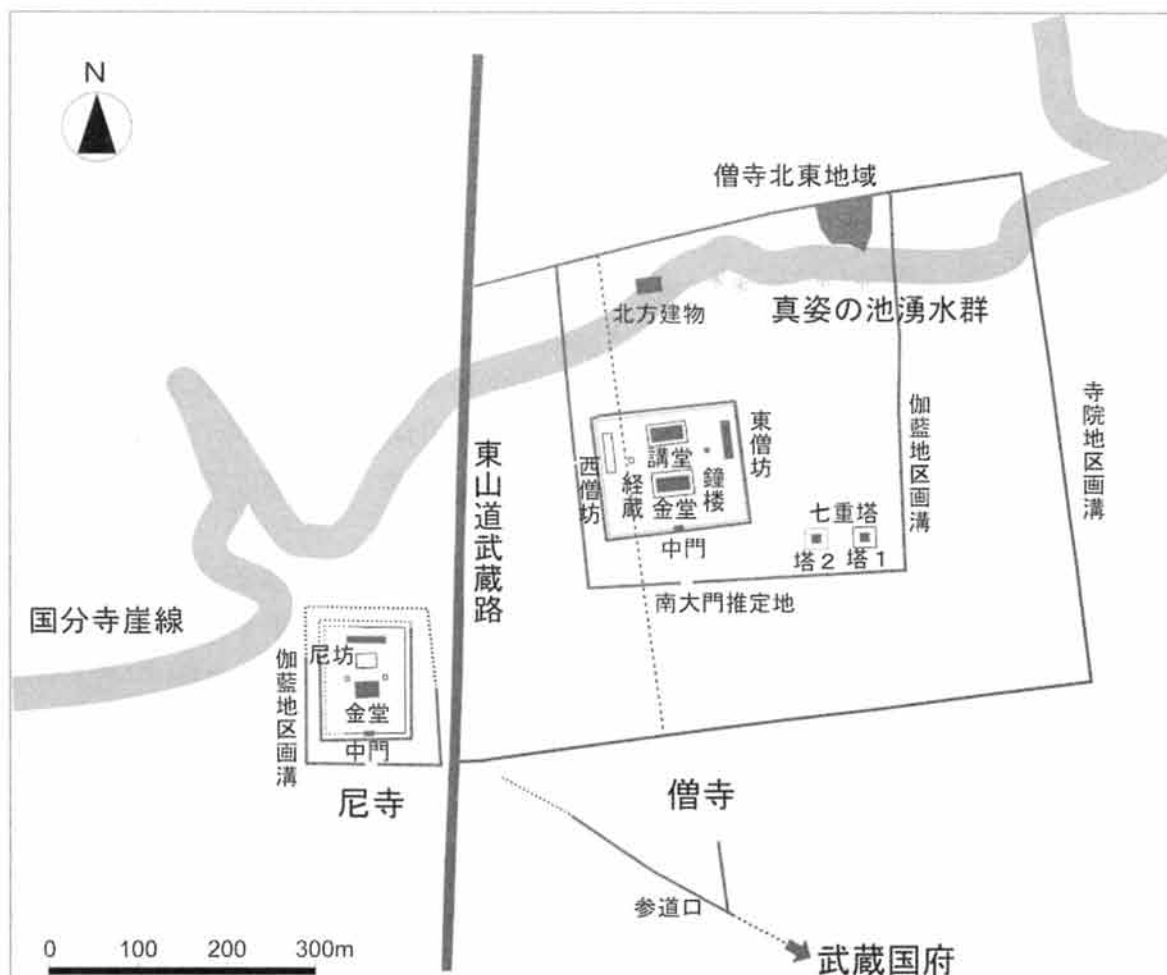 N
僧寺北東地域
北方建物
真姿の池湧水群
寺院地区画溝
伽藍地区画溝
東僧坊
講堂
鐘楼
経蔵
金堂
西僧坊
中門
七重塔
塔2
塔1
南大門推定地
東山道武蔵路
国分寺崖線
伽藍地区画溝
尼坊
金堂
中門
尼寺
僧寺
参道口
武蔵国府
0 100 200 300m